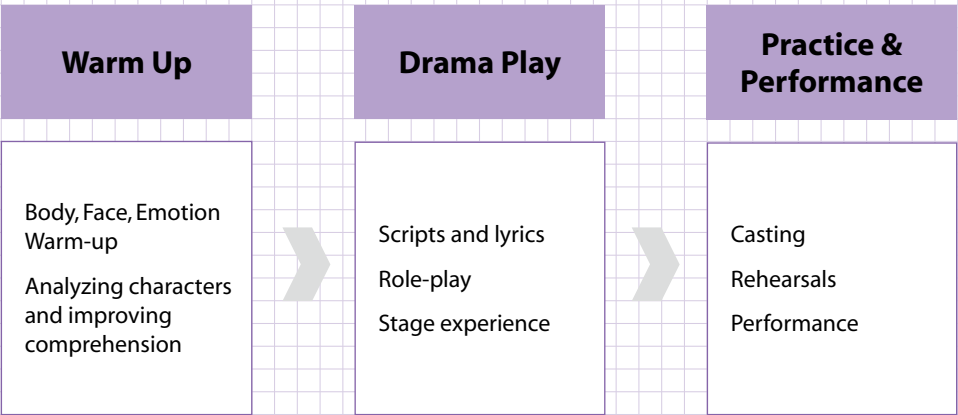 Warm Up
Body, Face, Emotion
Warm-up
Analyzing characters
and improving
comprehension
Drama Play
Scripts and lyrics
Role-play
Stage experience
Practice &
Performance
Casting
Rehearsals
Performance